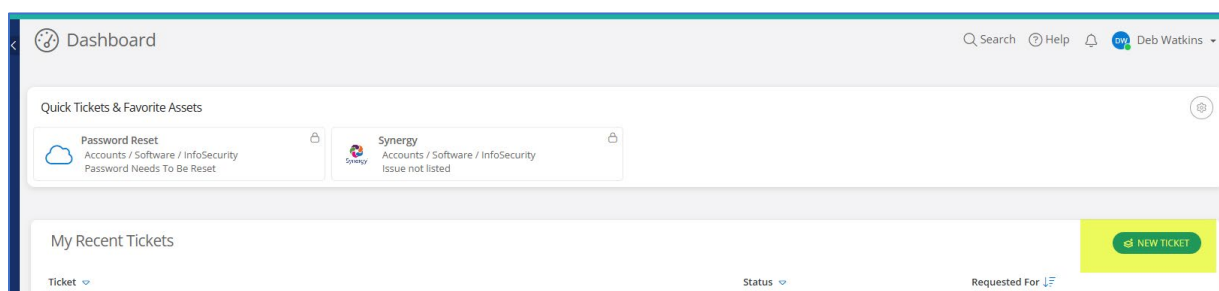 Dashboard
Search Help DW Deb Watkins
Quick Tickets & Favorite Assets
Password Reset
Accounts / Software / InfoSecurity
Password Needs To Be Reset
Synergy
Synergy
Accounts / Software / InfoSecurity
Issue not listed
My Recent Tickets
NEW TICKET
Ticket Status Requested For